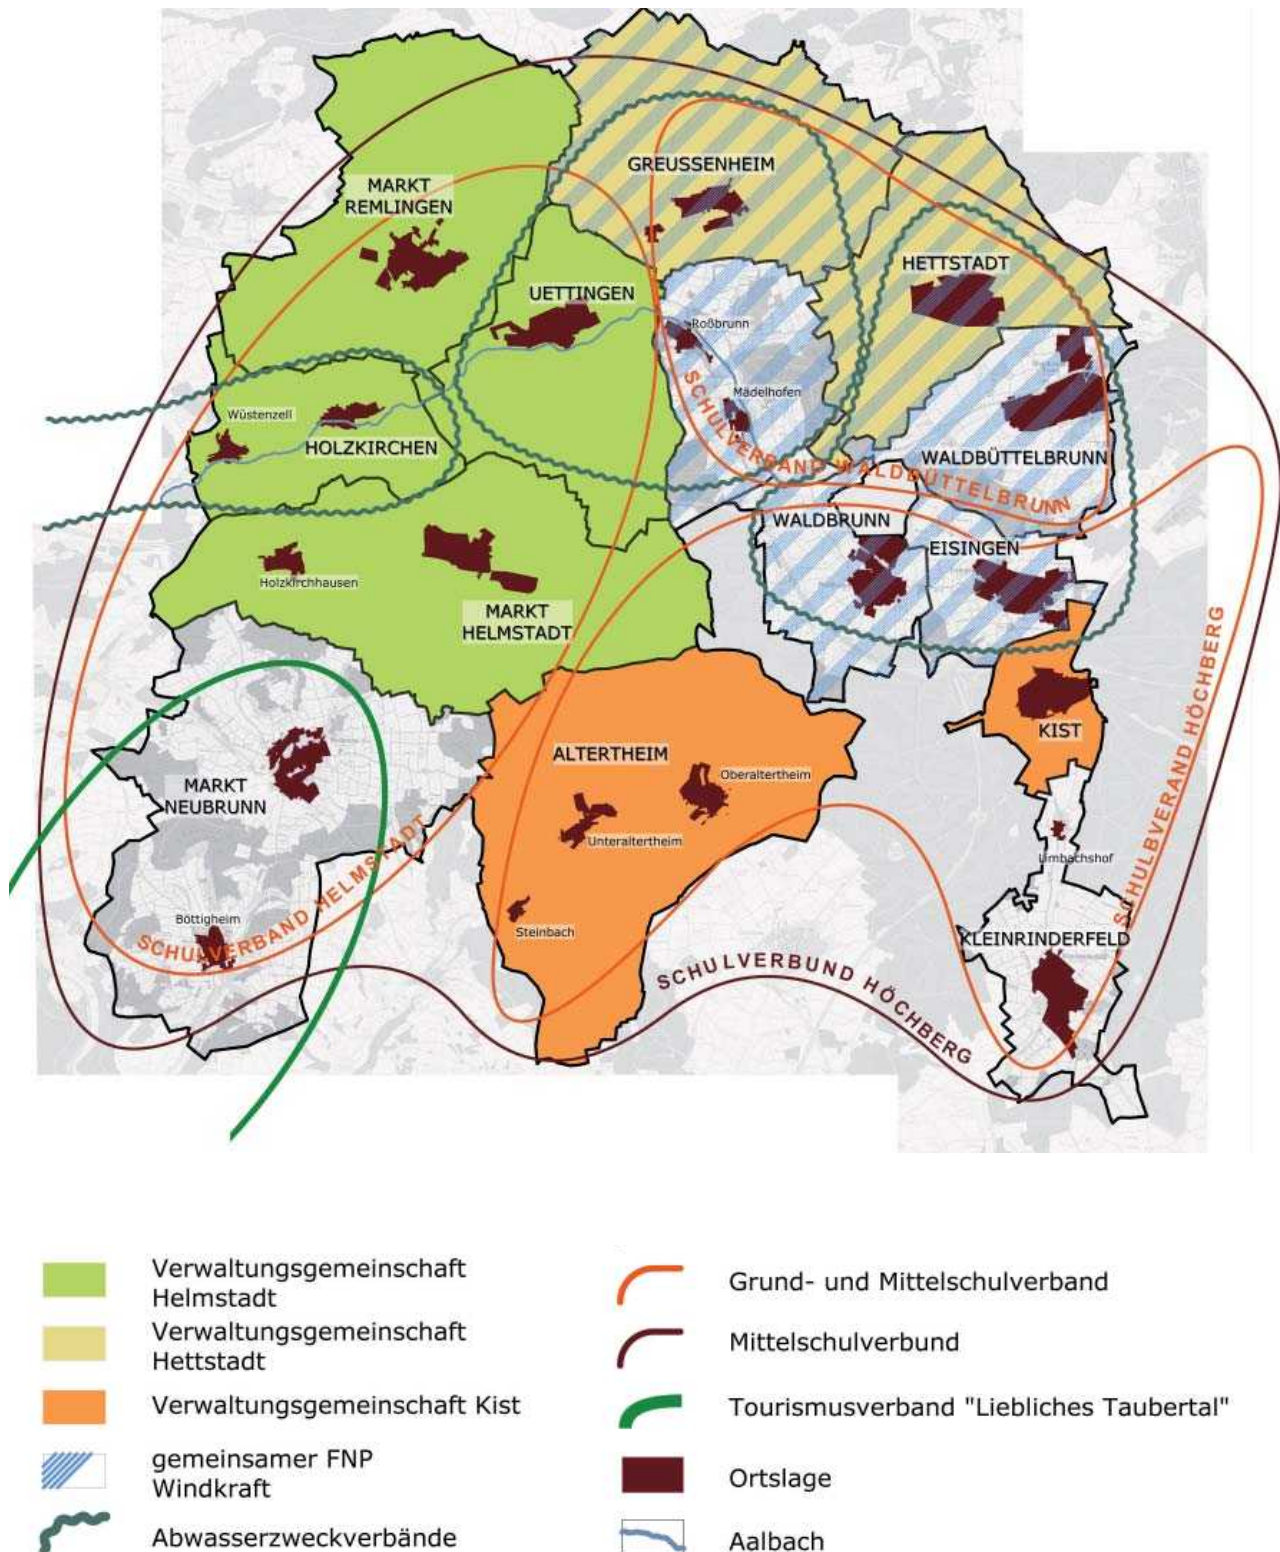 GREUSSENHEIM
MARKT
REMLINGEN
HETTSTADT
UETTINGEN
Roßbrunn
Mädelhofen
Wüstenzell
HOLZKIRCHEN
SCHULVERBAND WALDBÜTTELBRUNN
WALDBÜTTELBRUNN
WALDBRUNN
EISINGEN
Holzkirchhausen
MARKT
HELMSTADT
KIST
ALTERTHEIM
Oberaltertheim
MARKT
NEUBRUNN
Unteraltertheim
Limbachshof
SCHULBVERAND HÖCHBERG
SCHULVERBAND HELMSTADT
Böttigheim
Steinbach
KLEINRINDERFELD
SCHULVERBUND HÖCHBERG
Verwaltungsgemeinschaft
Helmstadt
Verwaltungsgemeinschaft
Hettstadt
Verwaltungsgemeinschaft Kist
gemeinsamer FNP
Windkraft
Abwasserzweckverbände
Grund- und Mittelschulverband
Mittelschulverbund
Tourismusverband "Liebliches Taubertal"
Ortslage
Aalbach